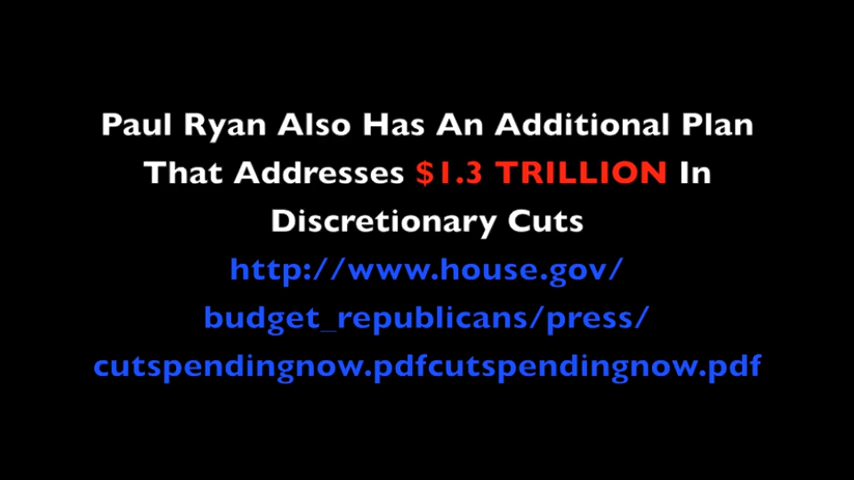 Paul Ryan Also Has An Additional Plan
That Addresses $1.3 TRILLION In
Discretionary Cuts
http://www.house.gov/
budget_republicans/press/
cutspendingnow.pdfcutspendingnow.pdf